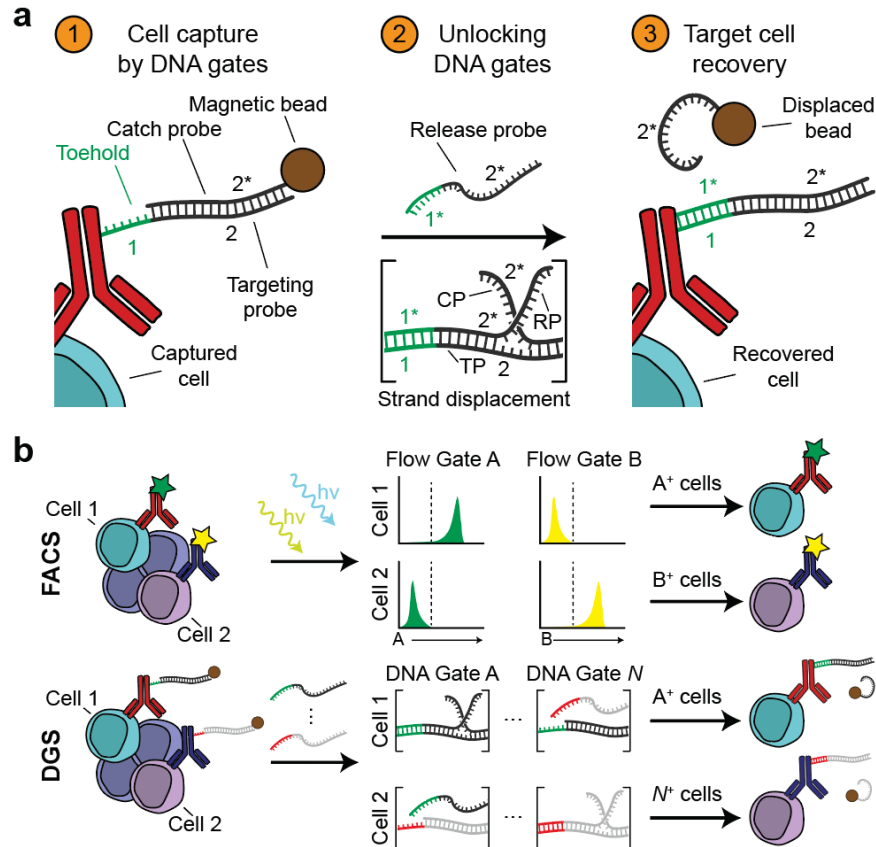 a
1
Cell capture
by DNA gates
2
Unlocking
DNA gates
3
Target cell
recovery
Magnetic bead
Catch probe
Toehold
2*
1
2
Targeting
probe
Captured
cell
Release probe
2*
1*
2*
CP
1*
2*
RP
TP
1
2
Strand displacement
2*
Displaced
bead
1*
2*
1
2
Recovered
cell
b
FACS
Cell 1
Cell 2
hν
hν
Flow Gate A
Flow Gate B
Cell 1
Cell 2
A
B
A+ cells
B+ cells
DGS
Cell 1
Cell 2
⋮
DNA Gate A
DNA Gate N
Cell 1
...
Cell 2
...
A+ cells
N+ cells